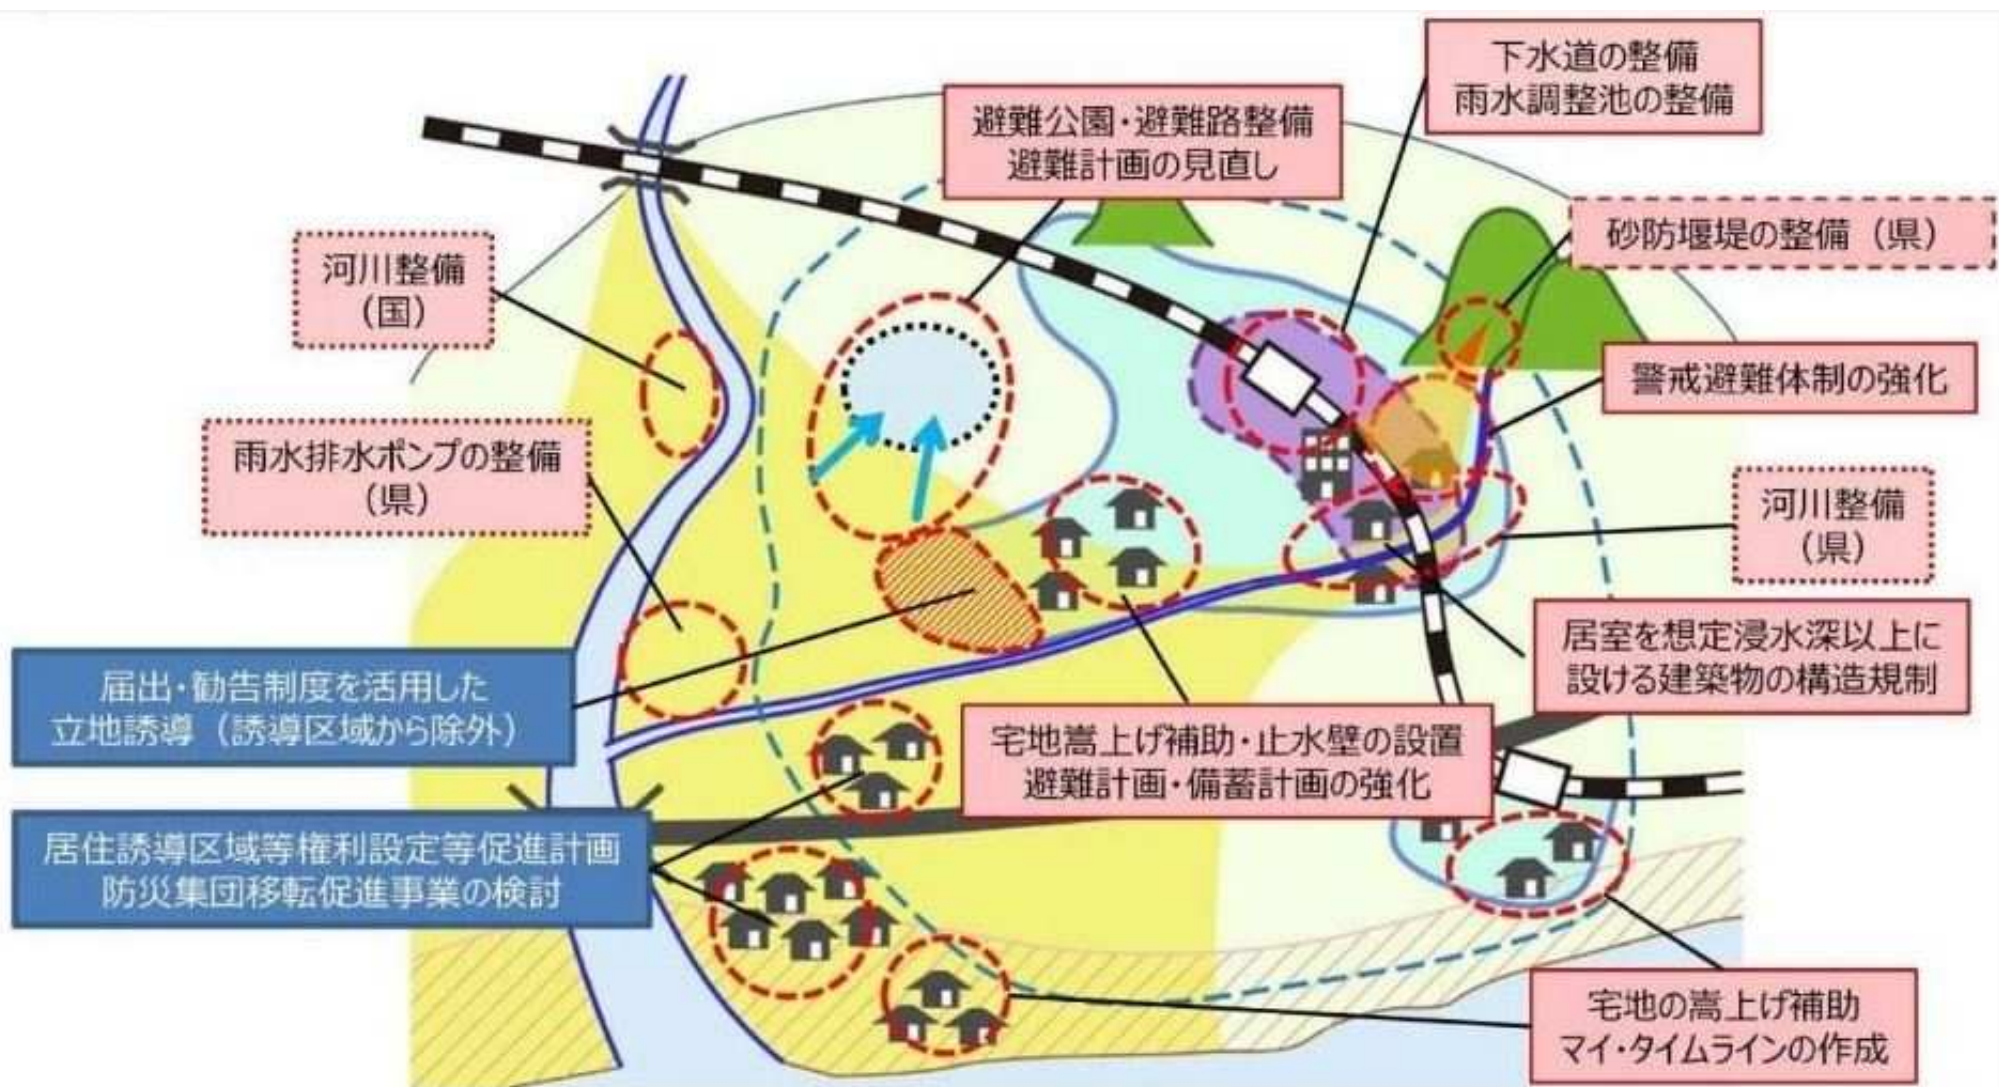 下水道の整備
雨水調整池の整備
避難公園・避難路整備
避難計画の見直し
砂防堰堤の整備（県）
河川整備
（国）
警戒避難体制の強化
雨水排水ポンプの整備
（県）
河川整備
（県）
居室を想定浸水深以上に
設ける建築物の構造規制
届出・勧告制度を活用した
立地誘導（誘導区域から除外）
宅地嵩上げ補助・止水壁の設置
避難計画・備蓄計画の強化
居住誘導区域等権利設定等促進計画
防災集団移転促進事業の検討
宅地の嵩上げ補助
マイ・タイムラインの作成